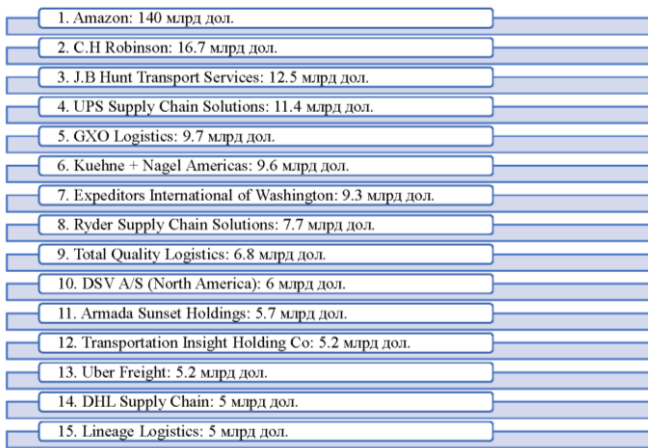 1. Amazon: 140 млрд дол.
2. C.H Robinson: 16.7 млрд дол.
3. J.B Hunt Transport Services: 12.5 млрд дол.
4. UPS Supply Chain Solutions: 11.4 млрд дол.
5. GXO Logistics: 9.7 млрд дол.
6. Kuehne + Nagel Americas: 9.6 млрд дол.
7. Expeditors International of Washington: 9.3 млрд дол.
8. Ryder Supply Chain Solutions: 7.7 млрд дол.
9. Total Quality Logistics: 6.8 млрд дол.
10. DSV A/S (North America): 6 млрд дол.
11. Armada Sunset Holdings: 5.7 млрд дол.
12. Transportation Insight Holding Co: 5.2 млрд дол.
13. Uber Freight: 5.2 млрд дол.
14. DHL Supply Chain: 5 млрд дол.
15. Lineage Logistics: 5 млрд дол.